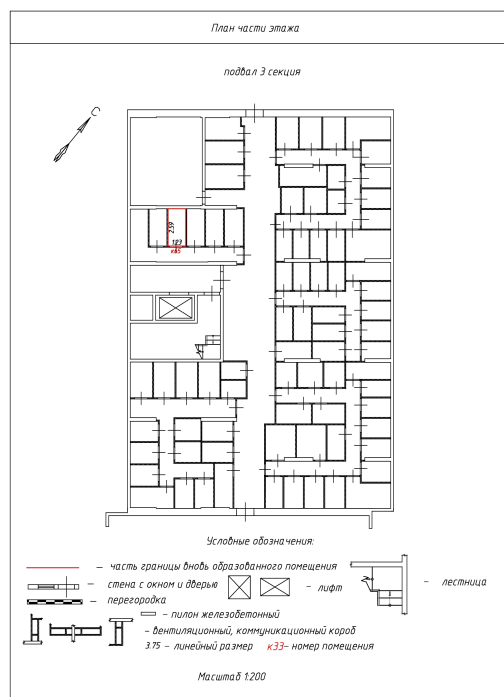 План части этажа
подвал 3 секция
С
2.59
1.23
к65
Условные обозначения:
— часть границы вновь образованного помещения
— стена с окном и дверью
— лифт
— лестница
— перегородка
— пилон железобетонный
— вентиляционный, коммуникационный короб
3.75 — линейный размер к33— номер помещения
Масштаб 1:200